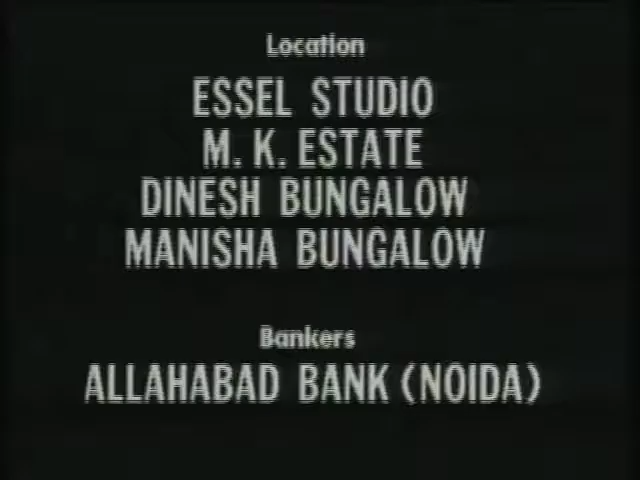 Location
ESSEL STUDIO
M. K. ESTATE
DINESH BUNGALOW
MANISHA BUNGALOW
Bankers
ALLAHABAD BANK (NOIDA)